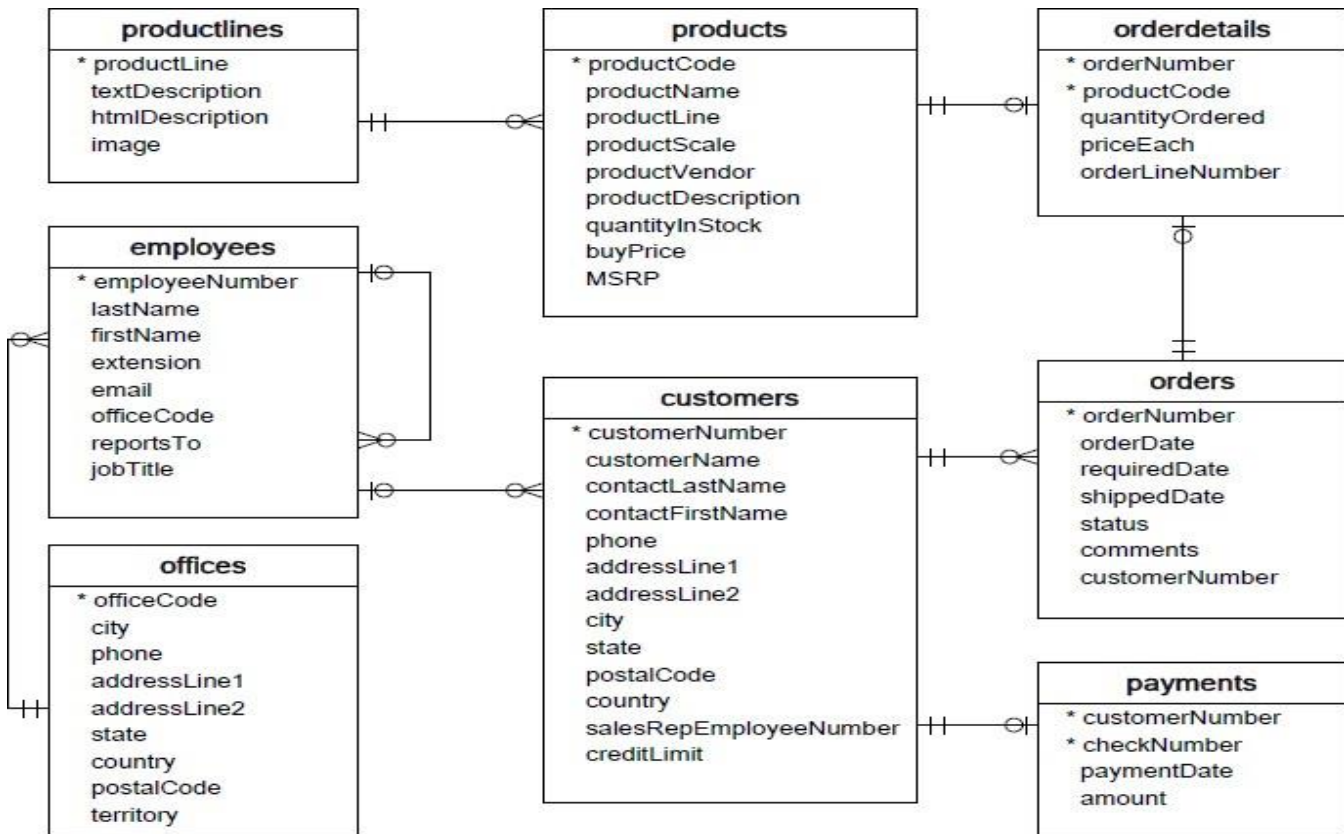 productlines
* productLine
textDescription
htmlDescription
image
products
* productCode
productName
productLine
productScale
productVendor
productDescription
quantityInStock
buyPrice
MSRP
orderdetails
* orderNumber
* productCode
quantityOrdered
priceEach
orderLineNumber
employees
* employeeNumber
lastName
firstName
extension
email
officeCode
reportsTo
jobTitle
customers
* customerNumber
customerName
contactLastName
contactFirstName
phone
addressLine1
addressLine2
city
state
postalCode
country
salesRepEmployeeNumber
creditLimit
orders
* orderNumber
orderDate
requiredDate
shippedDate
status
comments
customerNumber
offices
* officeCode
city
phone
addressLine1
addressLine2
state
country
postalCode
territory
payments
* customerNumber
* checkNumber
paymentDate
amount